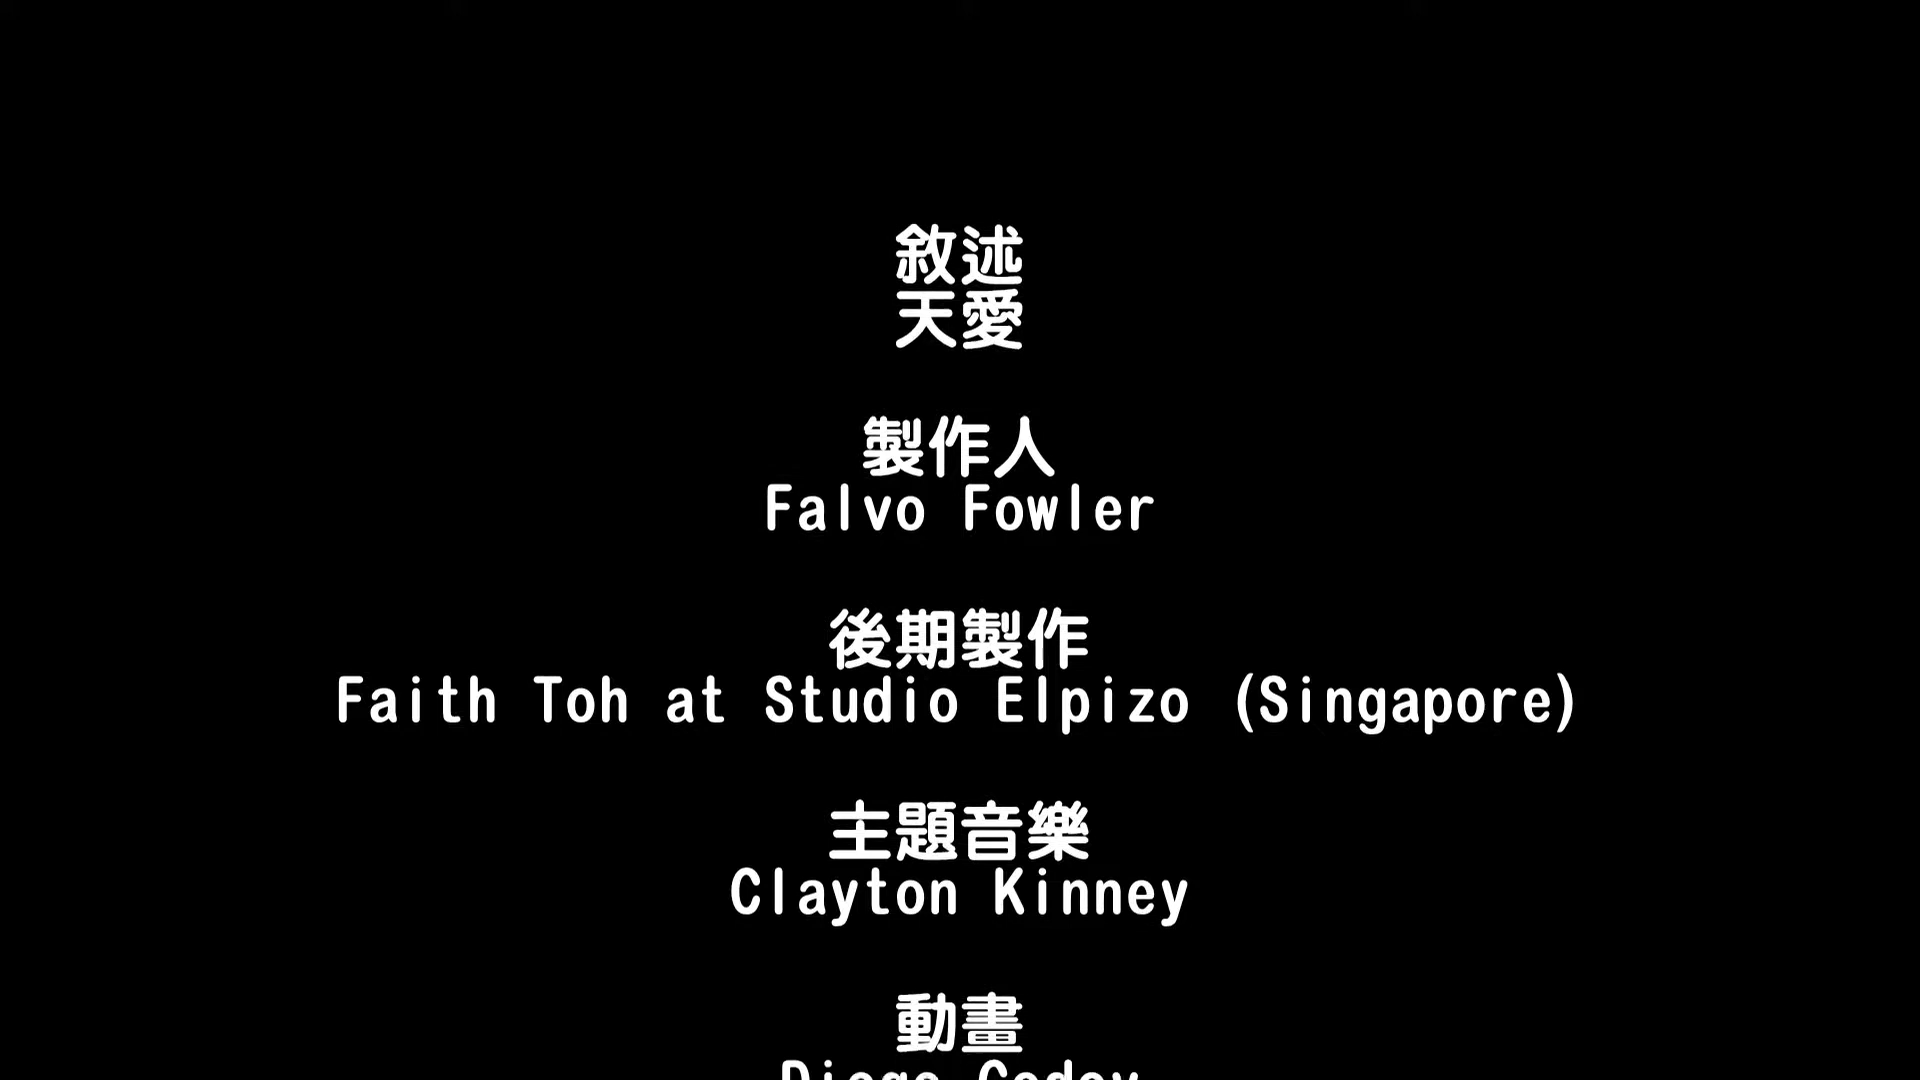 敘述
天愛
製作人
Falvo Fowler
後期製作
Faith Toh at Studio Elpizo (Singapore)
主題音樂
Clayton Kinney
動畫